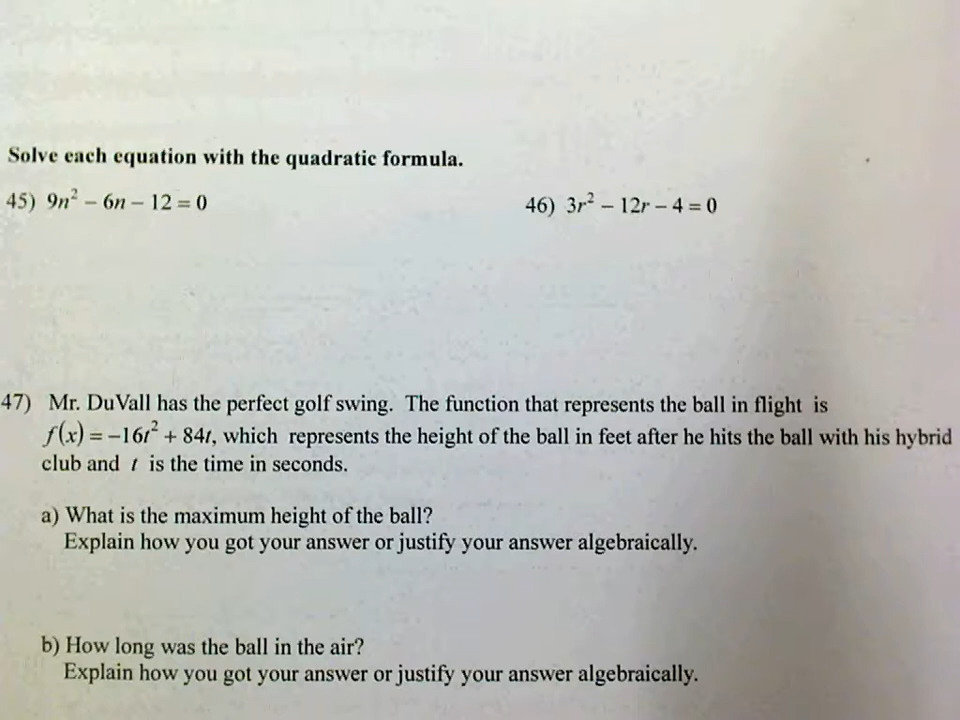 Solve each equation with the quadratic formula.
45) 9n² – 6n – 12 = 0
46) 3r² – 12r – 4 = 0
47) Mr. DuVall has the perfect golf swing. The function that represents the ball in flight is
f(x) = –16t² + 84t, which represents the height of the ball in feet after he hits the ball with his hybrid
club and t is the time in seconds.
a) What is the maximum height of the ball?
Explain how you got your answer or justify your answer algebraically.
b) How long was the ball in the air?
Explain how you got your answer or justify your answer algebraically.